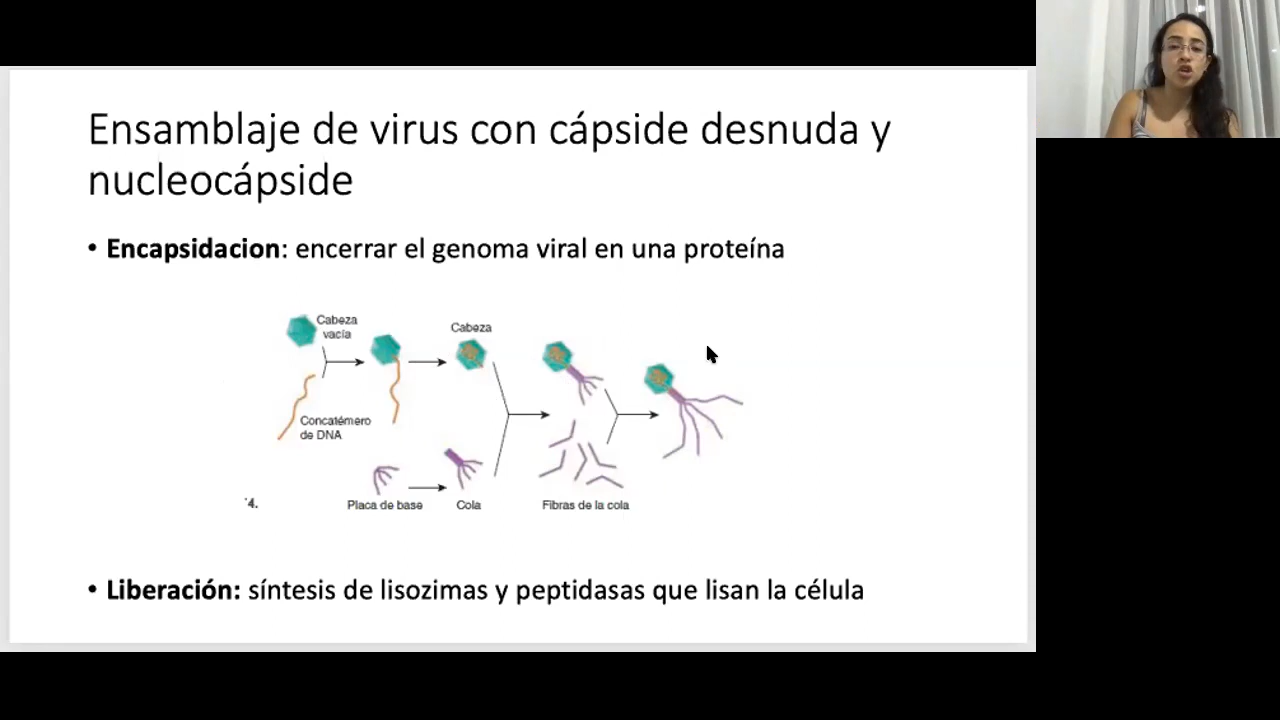 Ensamblaje de virus con cápside desnuda y
nucleocápside
• Encapsidacion: encerrar el genoma viral en una proteína
Cabeza
vacía
Cabeza
Concatémero
de DNA
4.
Placa de base
Cola
Fibras de la cola
• Liberación: síntesis de lisozimas y peptidasas que lisan la célula